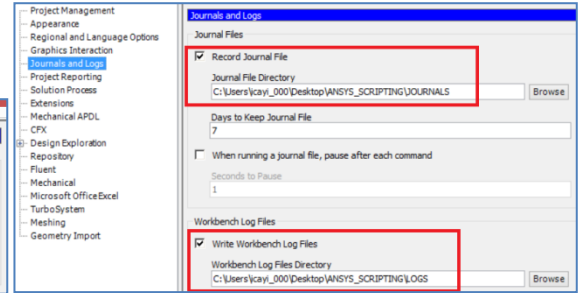 Project Management
Appearance
Regional and Language Options
Graphics Interaction
Journals and Logs
Project Reporting
Solution Process
Extensions
Mechanical APDL
CFX
Design Exploration
Repository
Fluent
Mechanical
Microsoft Office Excel
TurboSystem
Meshing
Geometry Import
Journals and Logs
Journal Files
Record Journal File
Journal File Directory
C:\Users\cayi_000\Desktop\ANSYS_SCRIPTING\JOURNALS Browse
Days to Keep Journal File
7
When running a journal file, pause after each command
Seconds to Pause
1
Workbench Log Files
Write Workbench Log Files
Workbench Log Files Directory
C:\Users\cayi_000\Desktop\ANSYS_SCRIPTING\LOGS Browse